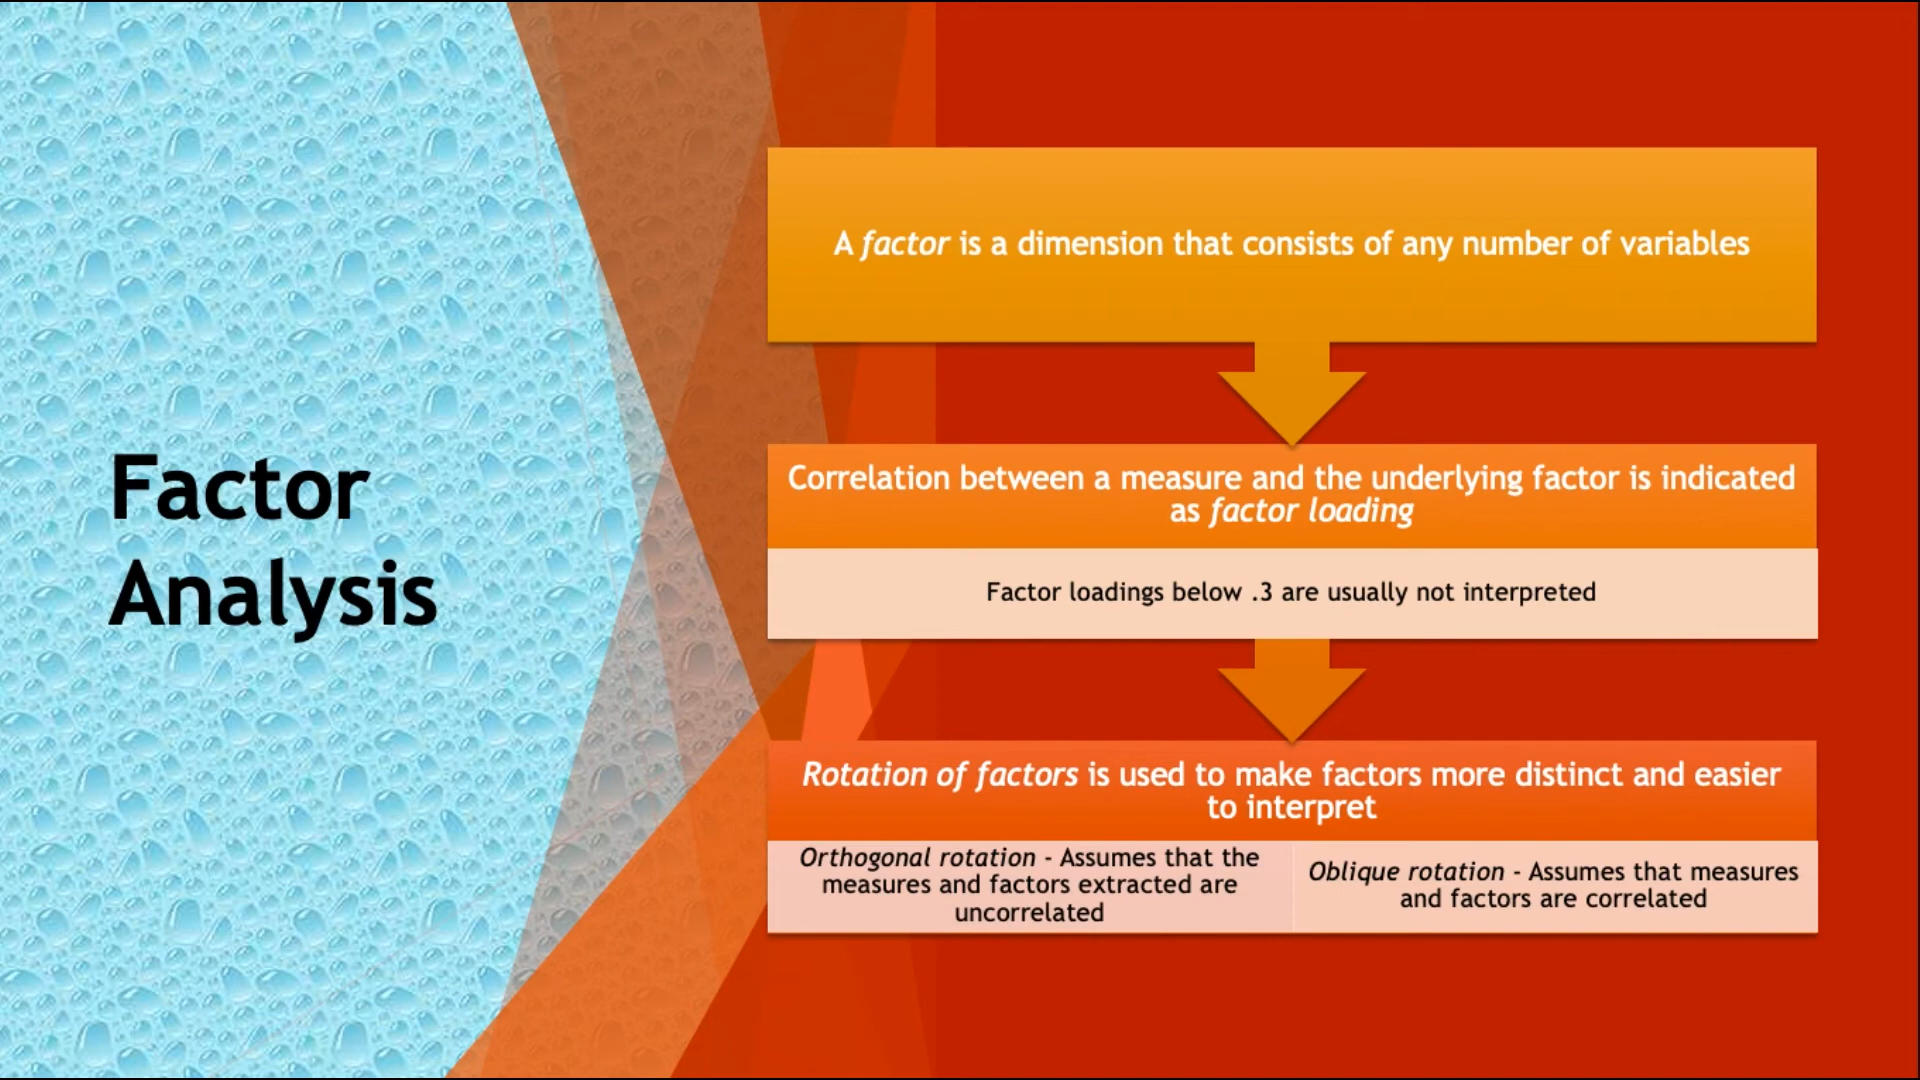 Factor
Analysis
A factor is a dimension that consists of any number of variables
Correlation between a measure and the underlying factor is indicated
as factor loading
Factor loadings below .3 are usually not interpreted
Rotation of factors is used to make factors more distinct and easier
to interpret
Orthogonal rotation - Assumes that the
measures and factors extracted are
uncorrelated
Oblique rotation - Assumes that measures
and factors are correlated